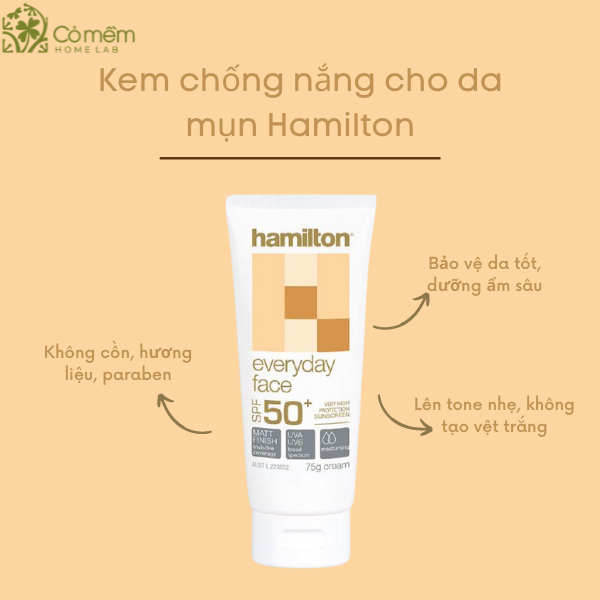 Cỏ mềm
HOME LAB
Kem chống nắng cho da
mụn Hamilton
hamilton
Bảo vệ da tốt,
dưỡng ẩm sâu
Không cồn, hương
liệu, paraben
everyday
face
SPF 50+
VERY HIGH
PROTECTION
SUNSCREEN
Lên tone nhẹ, không
tạo vệt trắng
MATT
FINISH
invisible
coverage
UVA
UVB
broad
spectrum
moisturising
75g cream